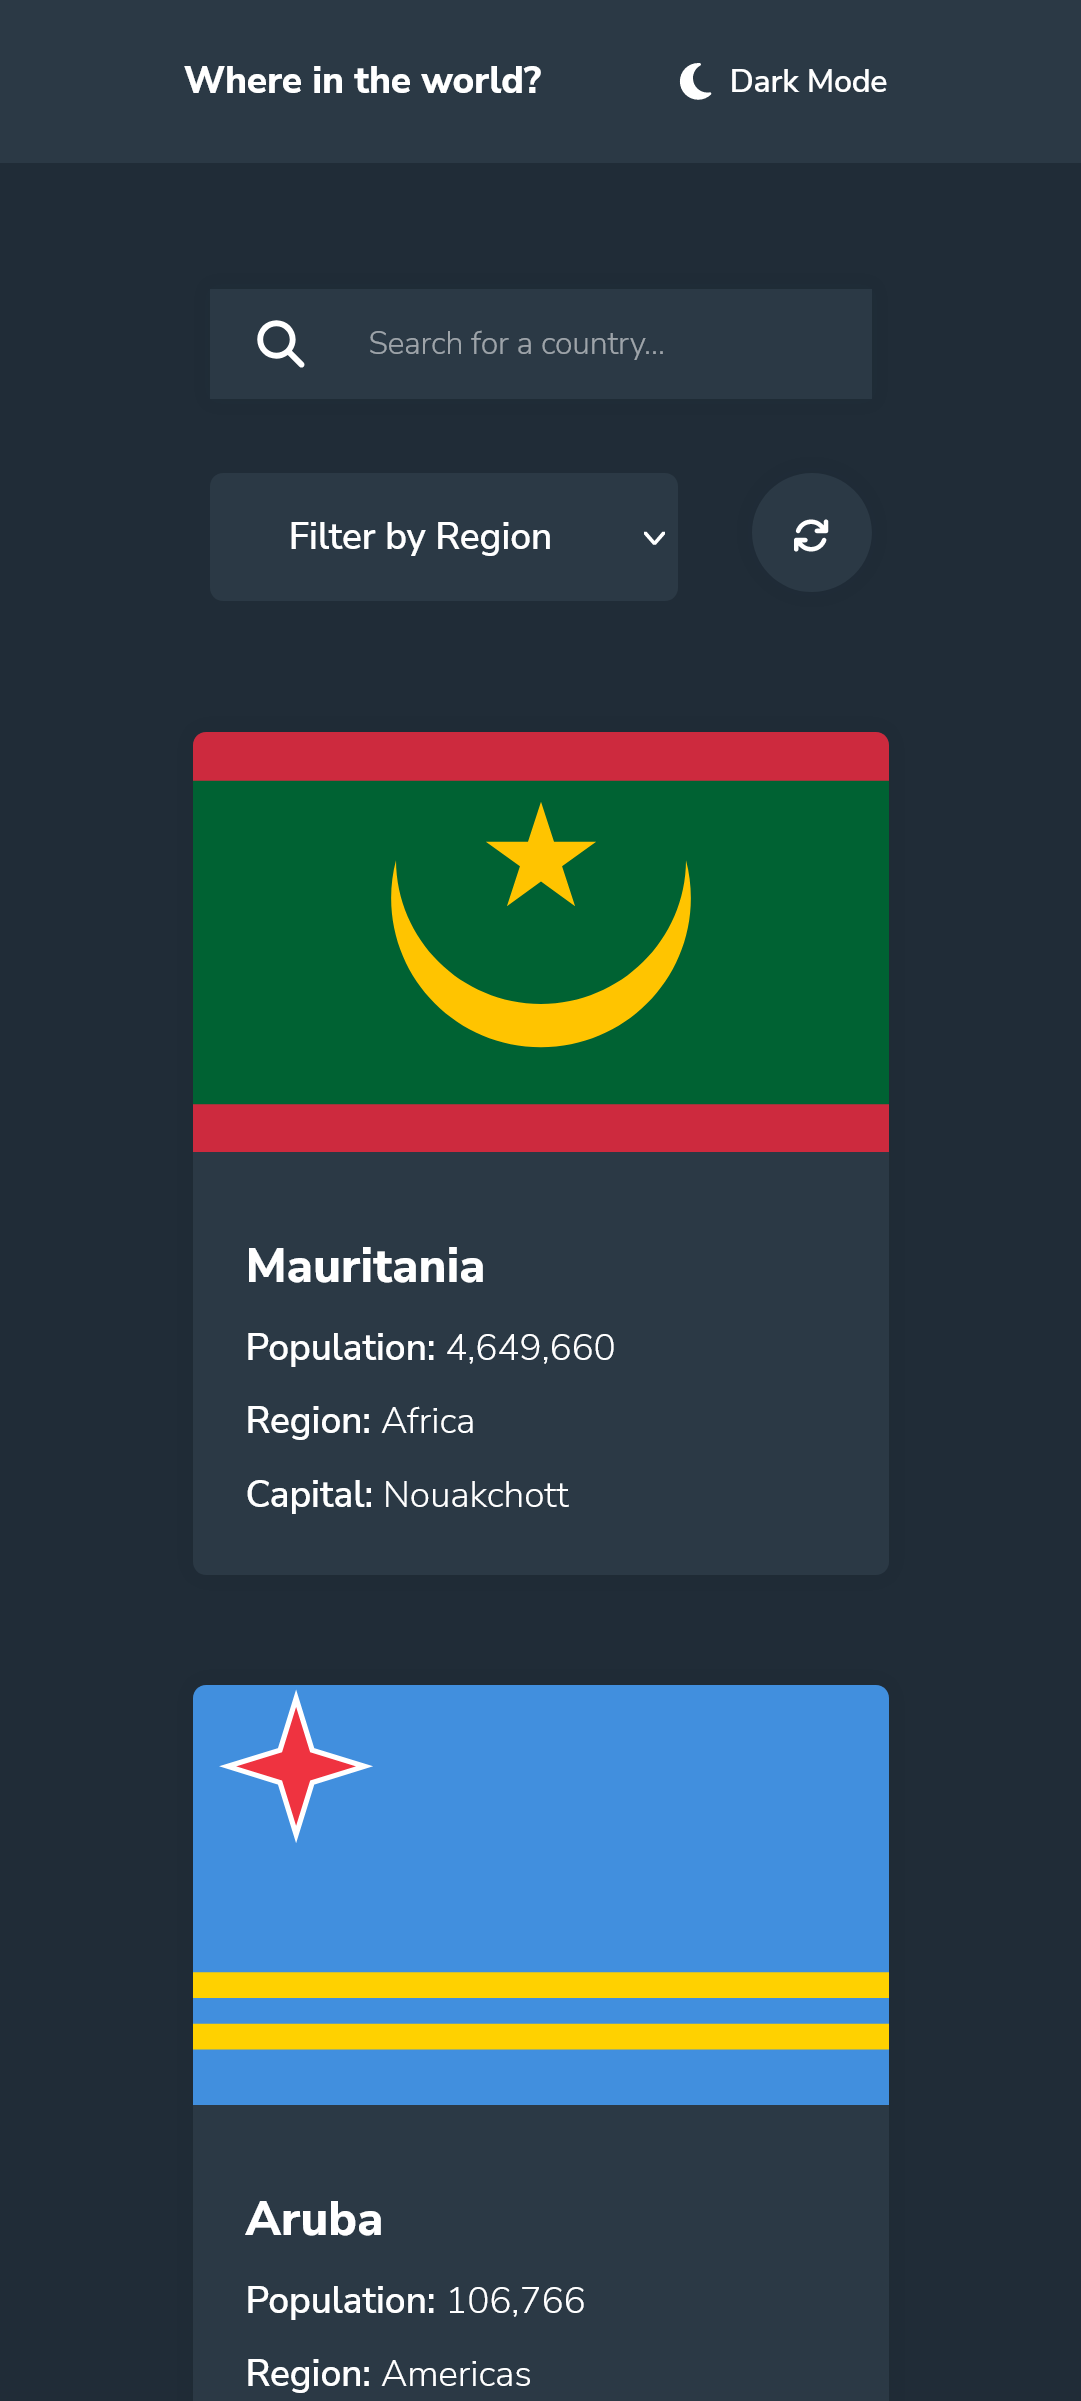 Where in the world?
Dark Mode
Search for a country...
Filter by Region
Mauritania
Population: 4,649,660
Region: Africa
Capital: Nouakchott
Aruba
Population: 106,766
Region: Americas